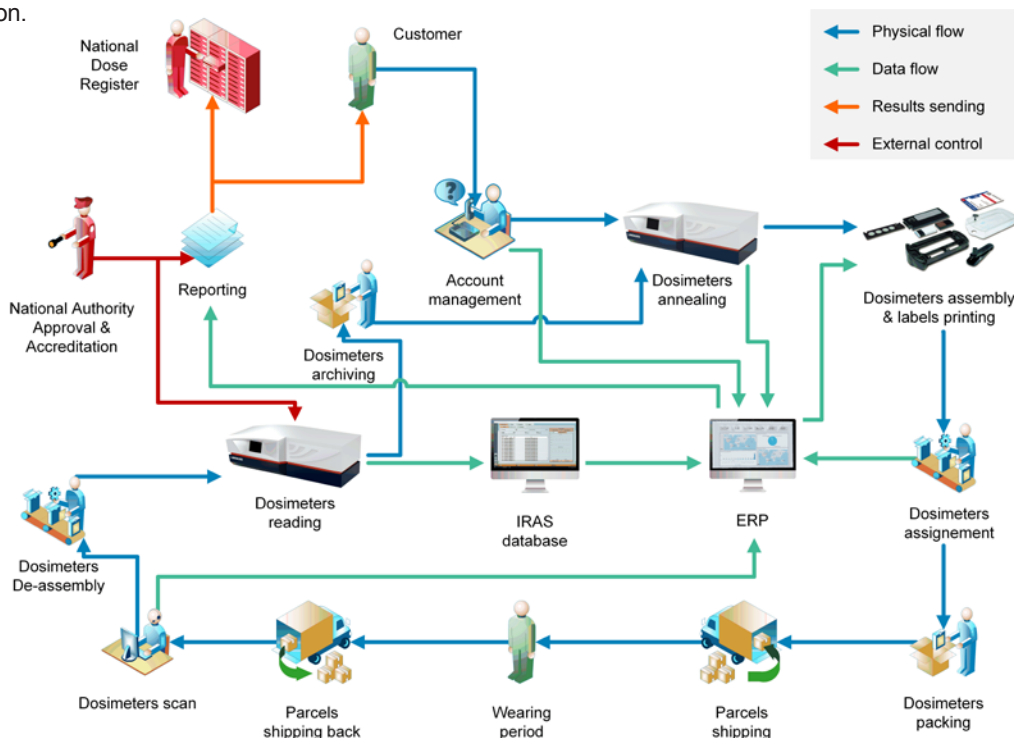 on.
National
Dose
Register
Customer
Physical flow
Data flow
Results sending
External control
National Authority
Approval &
Accreditation
Reporting
Dosimeters
archiving
?
Account
management
Dosimeters
annealing
Dosimeters assembly
& labels printing
Dosimeters
reading
IRAS
database
ERP
Dosimeters
assignement
Dosimeters
De-assembly
Dosimeters scan
Parcels
shipping back
Wearing
period
Parcels
shipping
Dosimeters
packing